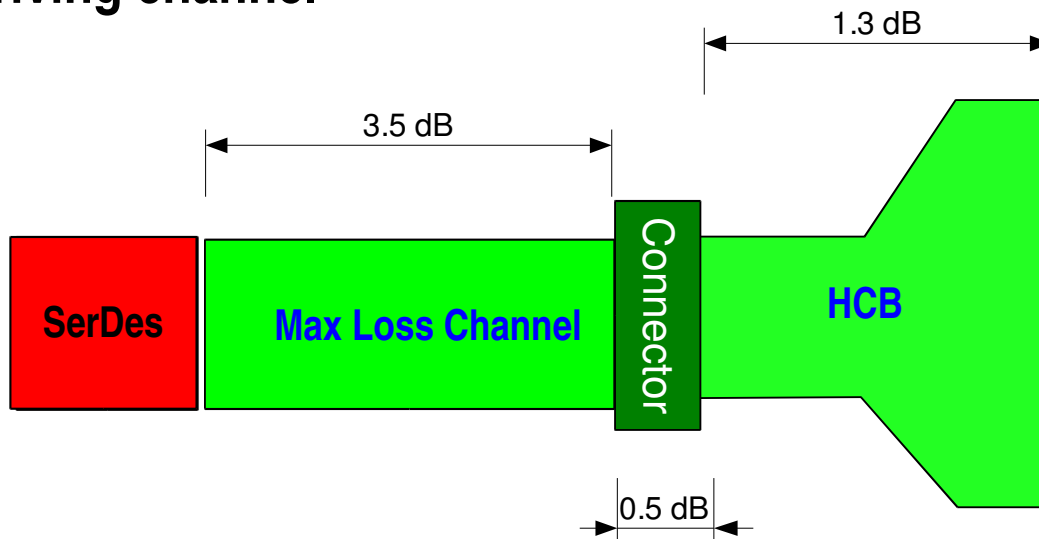 1.3 dB
3.5 dB
Connector
SerDes
Max Loss Channel
HCB
0.5 dB